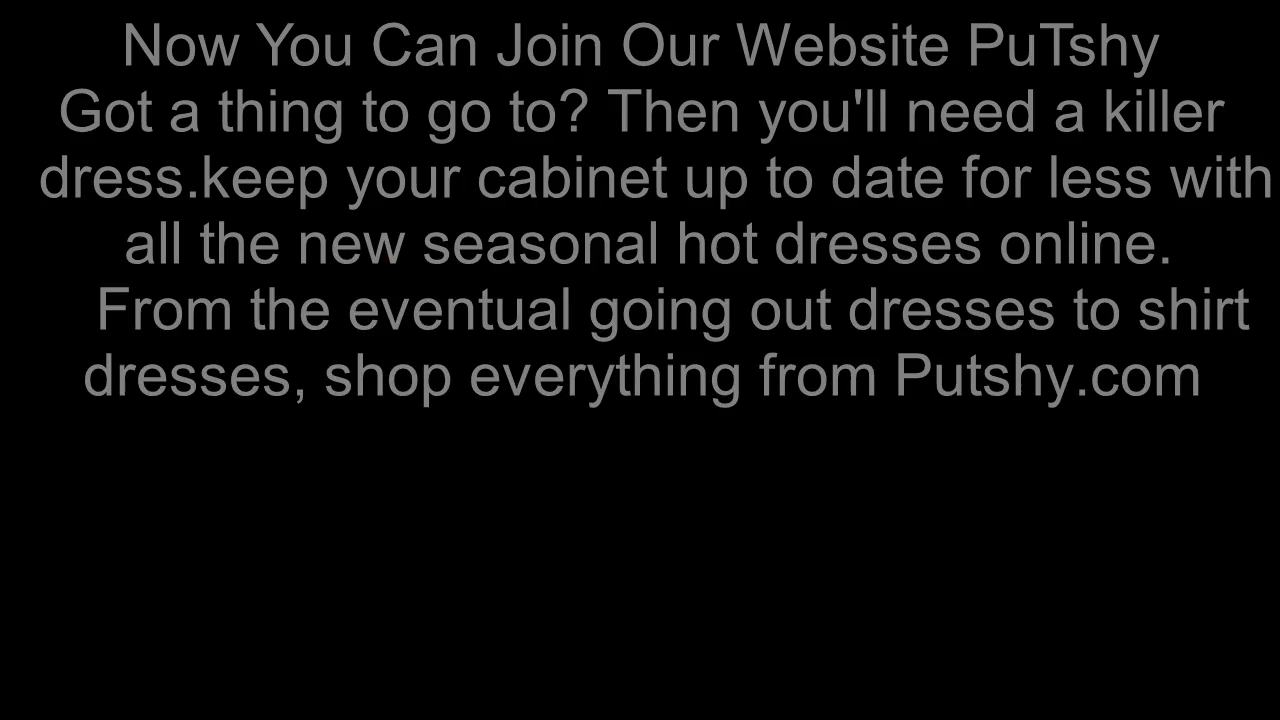 Now You Can Join Our Website PuTshy
Got a thing to go to? Then you'll need a killer
dress.keep your cabinet up to date for less with
all the new seasonal hot dresses online.
From the eventual going out dresses to shirt
dresses, shop everything from Putshy.com